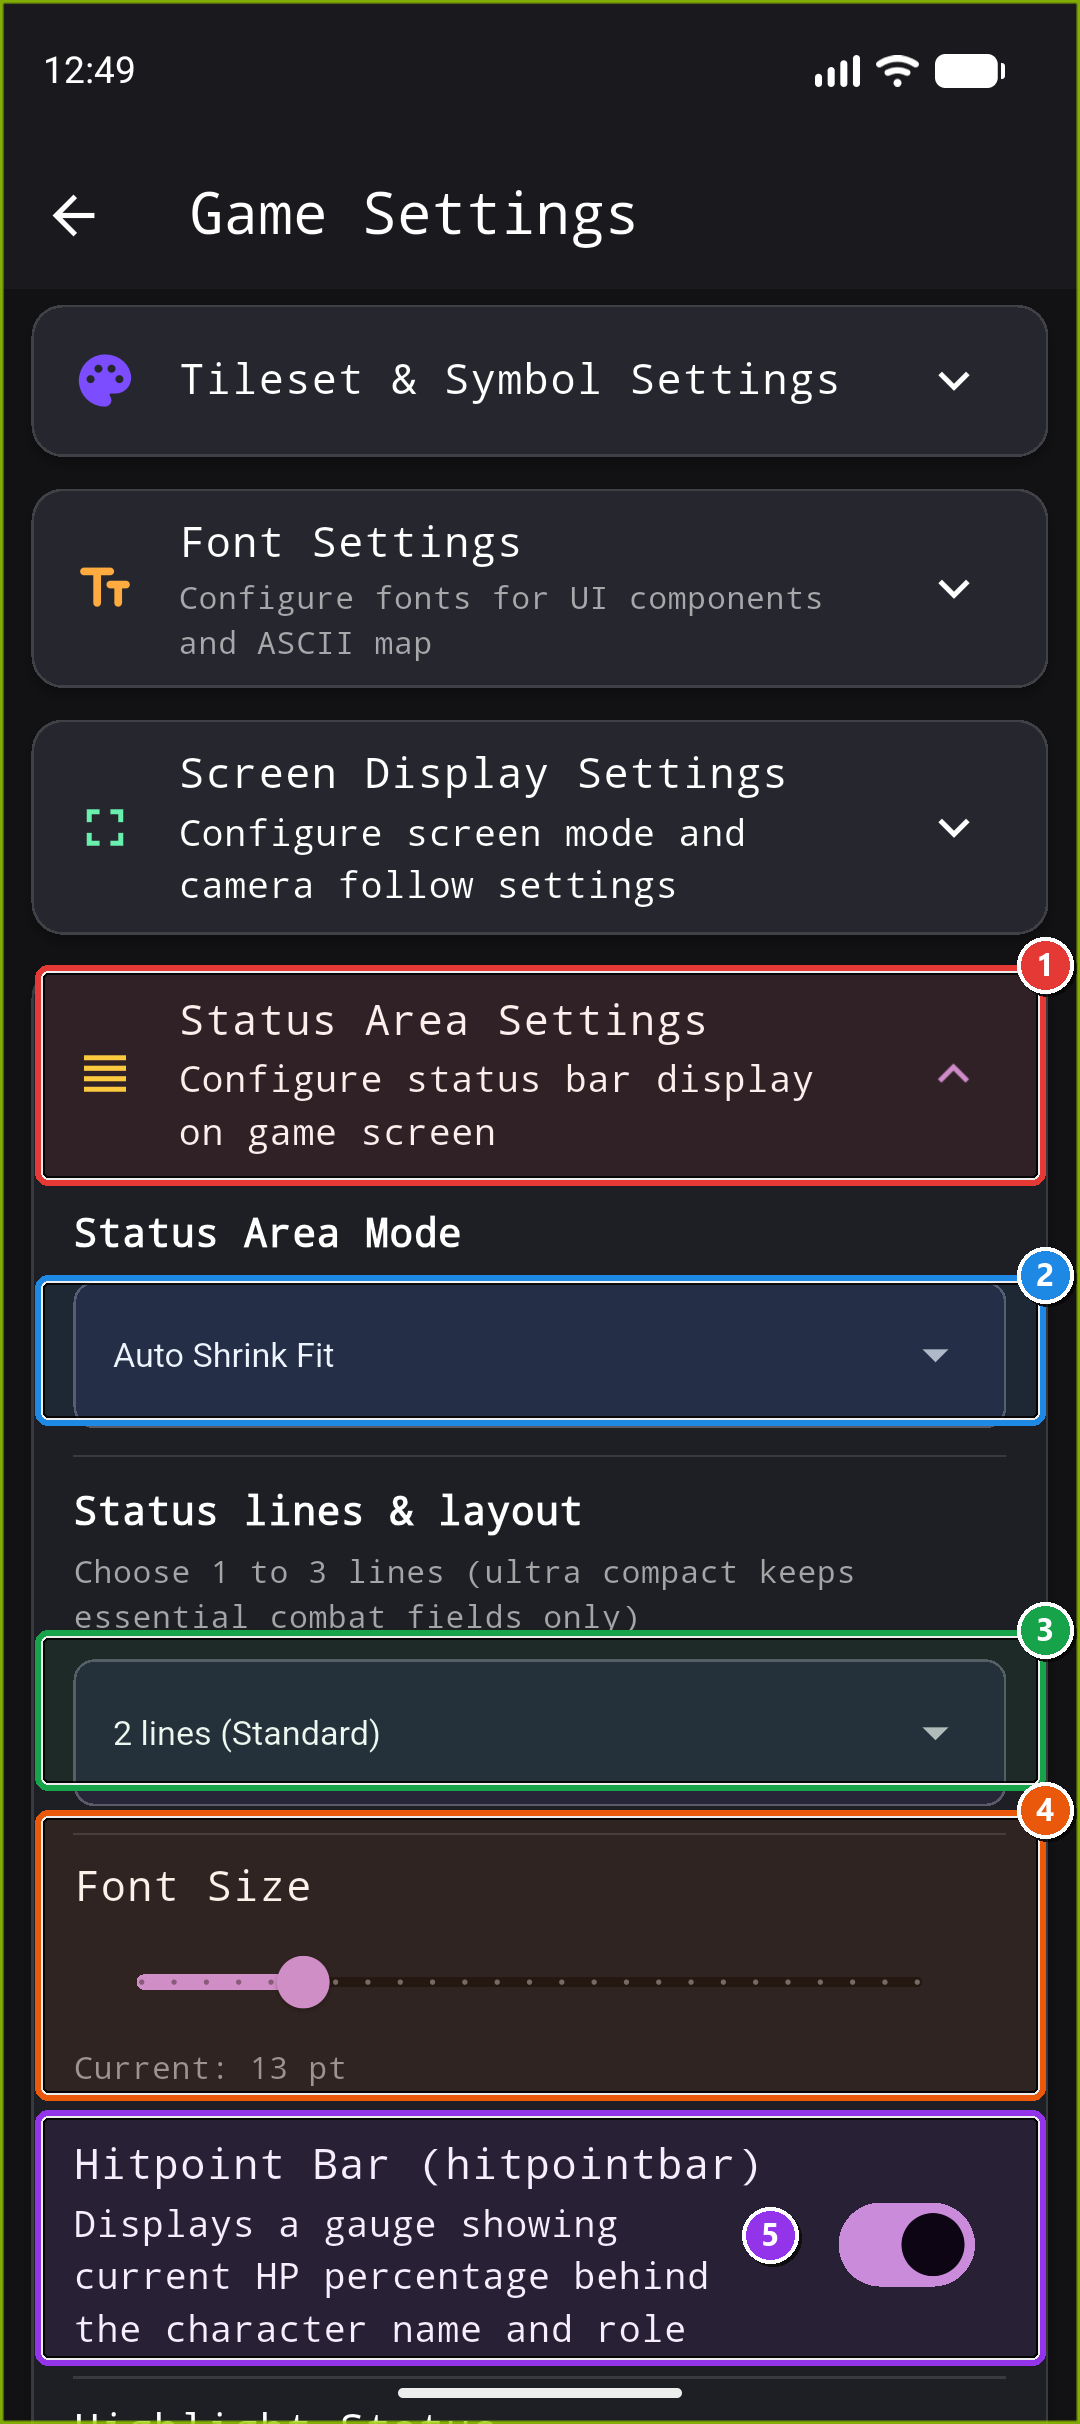 12:49
Game Settings
Tileset & Symbol Settings
Font Settings
Configure fonts for UI components
and ASCII map
Screen Display Settings
Configure screen mode and
camera follow settings
1
Status Area Settings
Configure status bar display
on game screen
Status Area Mode
2
Auto Shrink Fit
Status lines & layout
Choose 1 to 3 lines (ultra compact keeps
essential combat fields only)
3
2 lines (Standard)
4
Font Size
Current: 13 pt
Hitpoint Bar (hitpointbar)
Displays a gauge showing
current HP percentage behind
the character name and role
5
Highlight Status